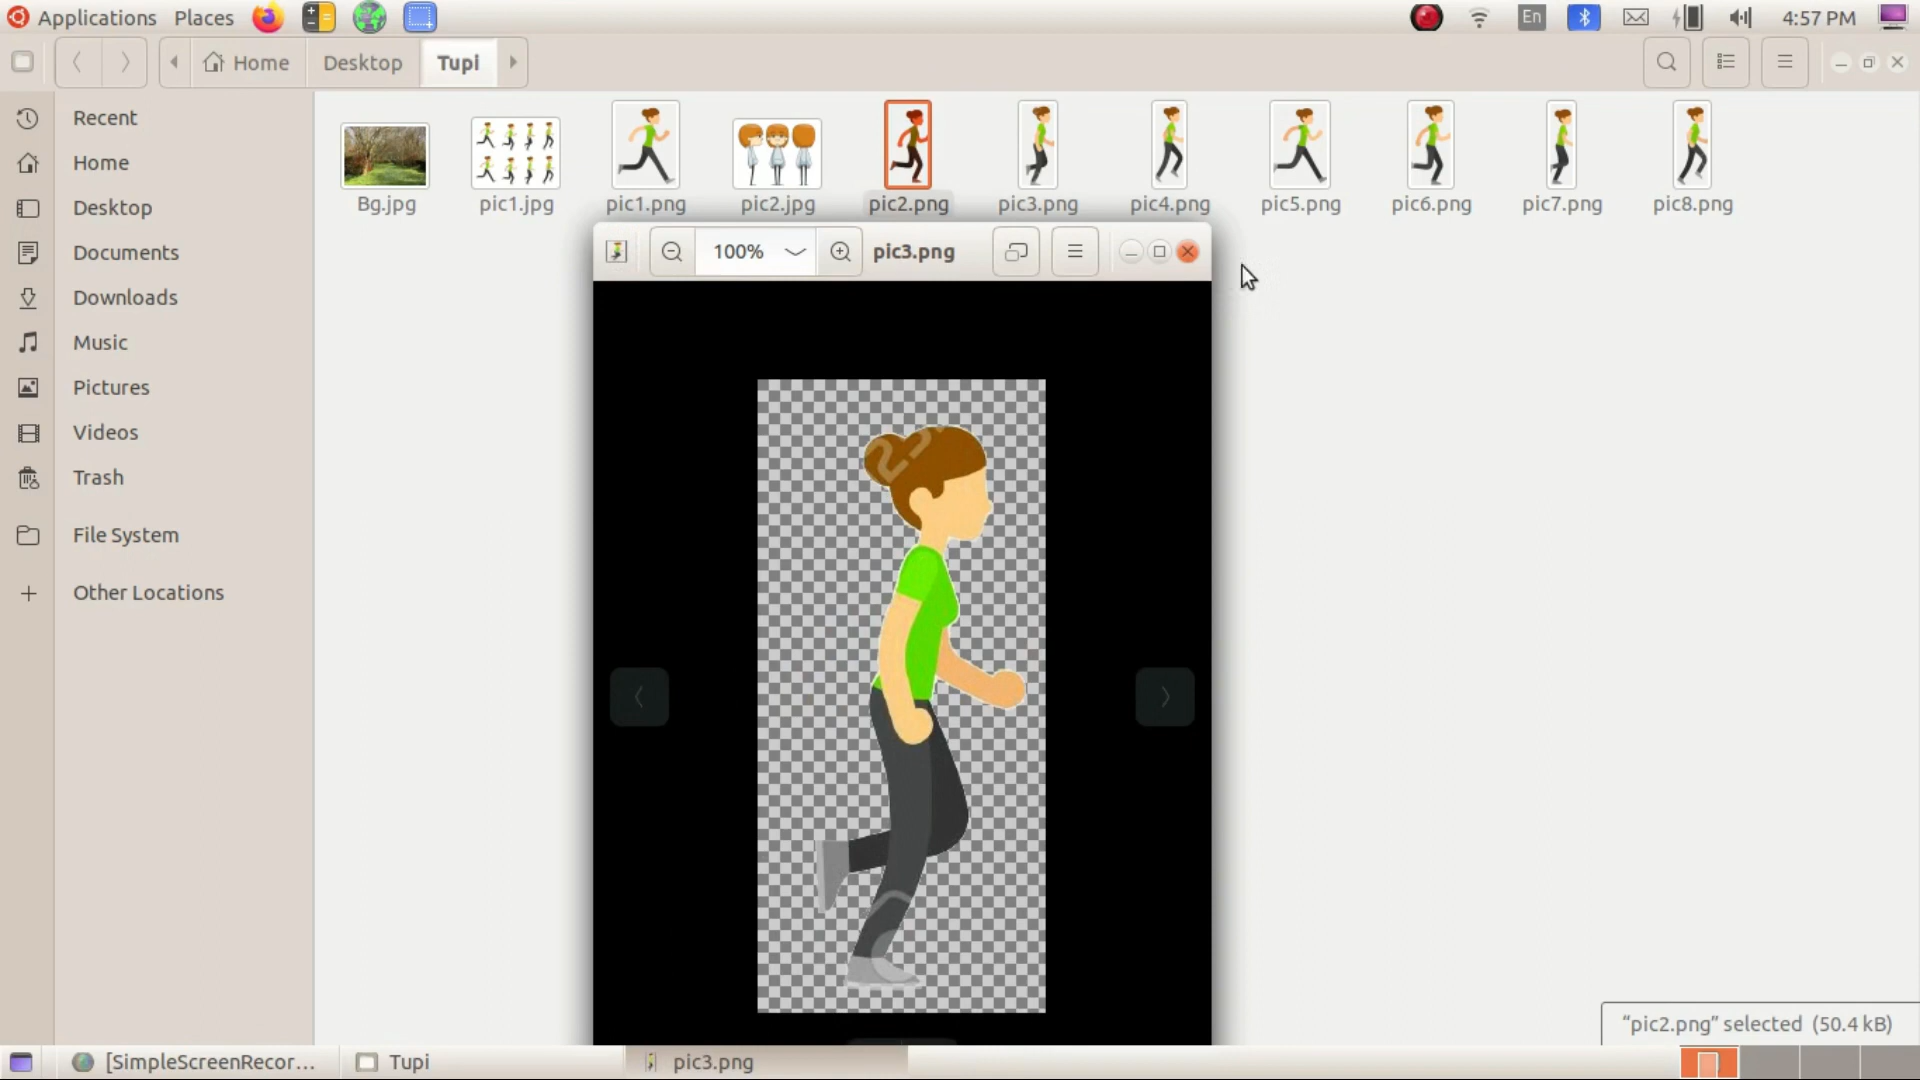 Applications Places En 4:57 PM
Home Desktop Tupi
Recent
Home
Desktop
Documents
Downloads
Music
Pictures
Videos
Trash
File System
Other Locations
Bg.jpg pic1.jpg pic1.png pic2.jpg pic2.png pic3.png pic4.png pic5.png pic6.png pic7.png pic8.png
100% pic3.png
"pic2.png" selected (50.4 kB)
[SimpleScreenRecor... Tupi pic3.png